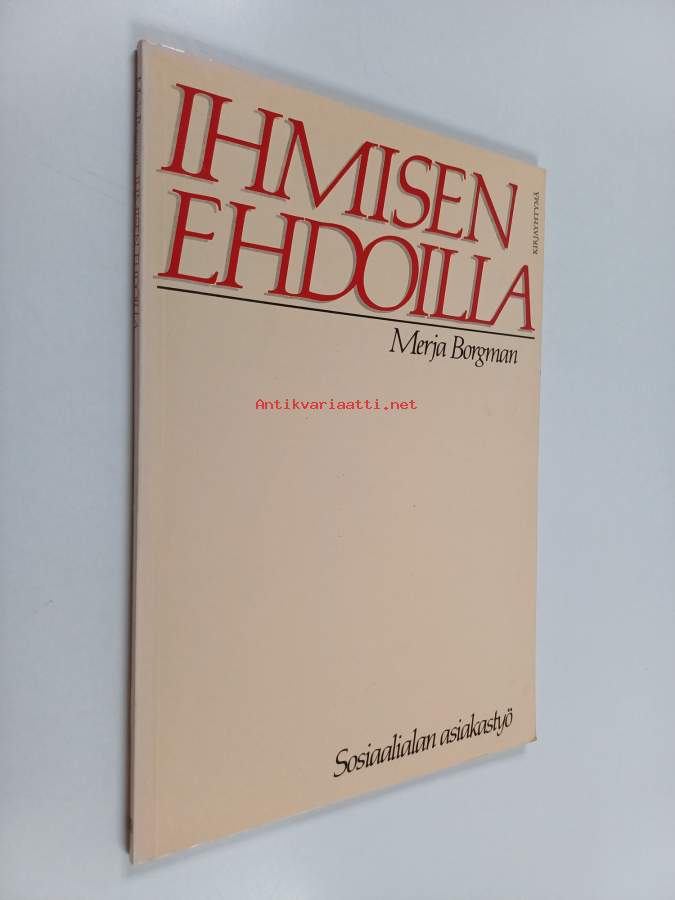 IHMISEN
EHDOILLA
KIRJAYHTYMÄ
Merja Borgman
Antikvariaatti.net
Sosiaalialan asiakastyö